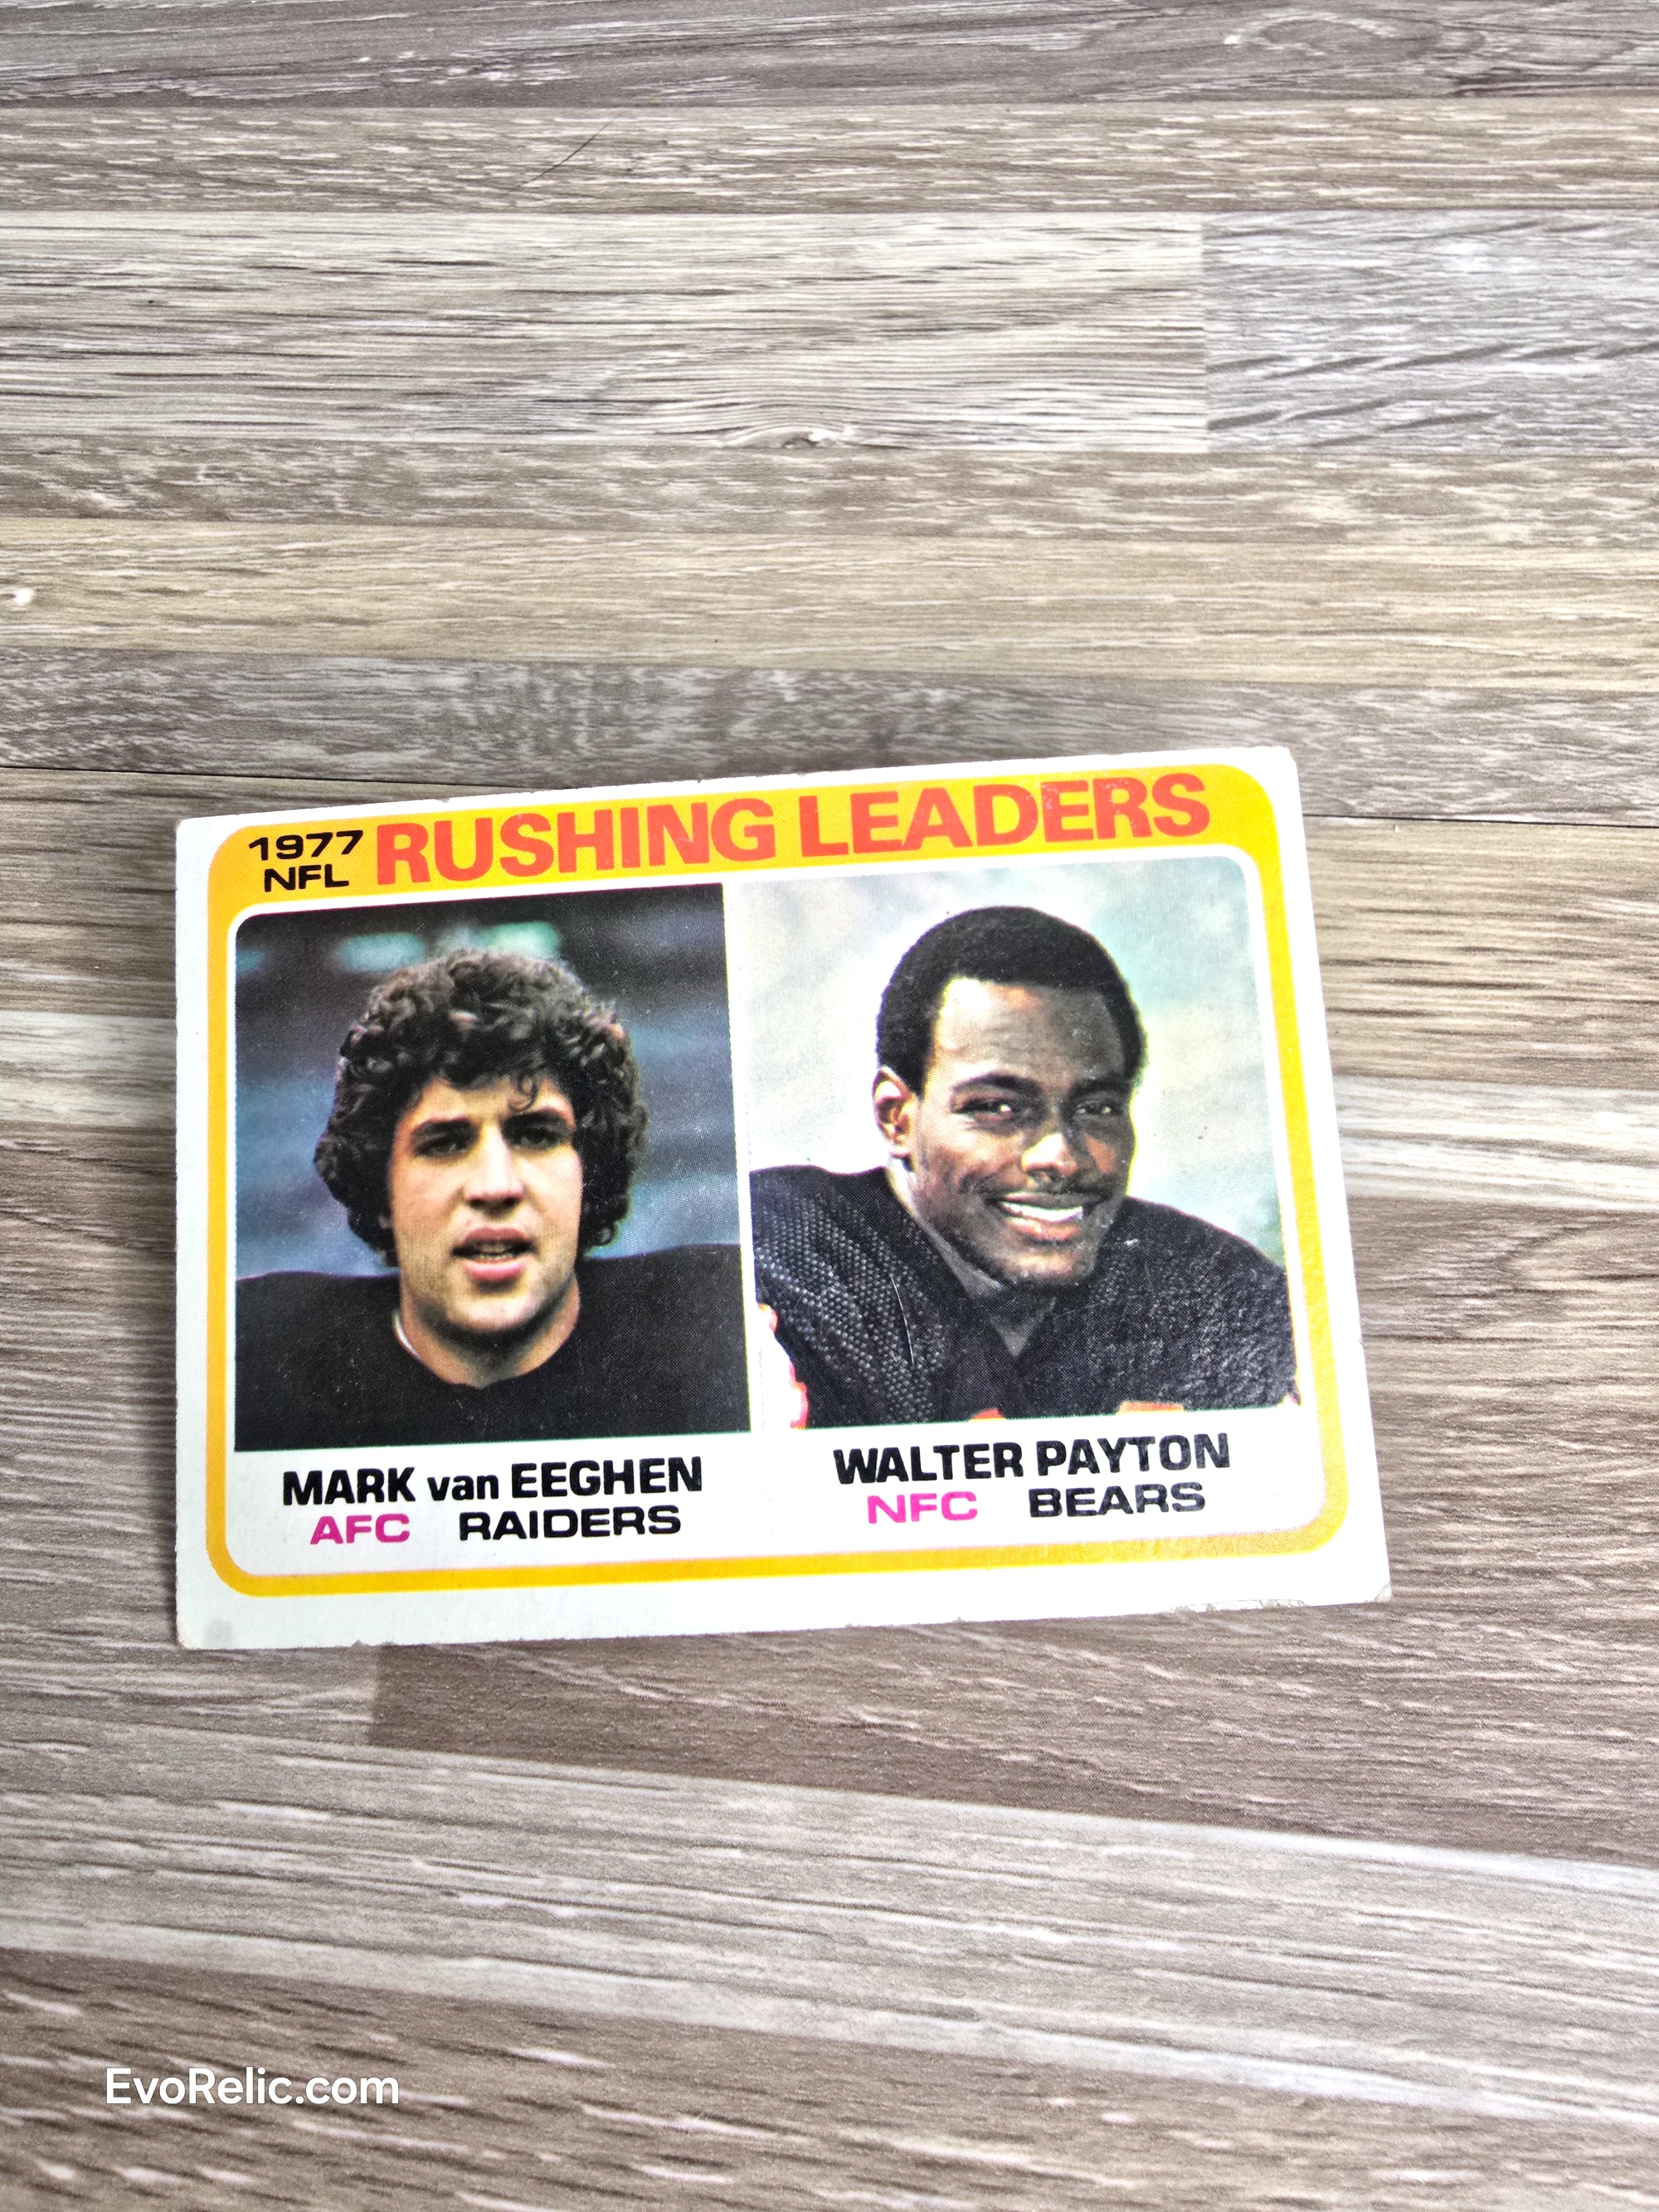 1977
NFL
RUSHING LEADERS
MARK van EEGHEN
AFC RAIDERS
WALTER PAYTON
NFC BEARS
EvoRelic.com